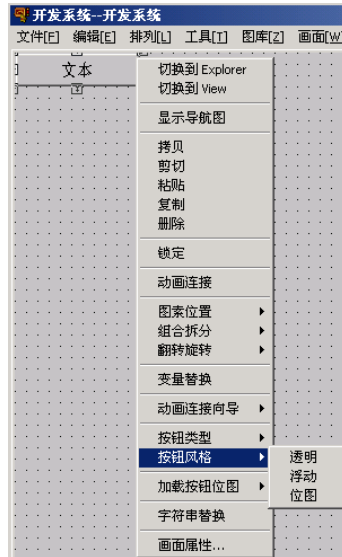 开发系统--开发系统
文件[F] 编辑[E] 排列[L] 工具[T] 图库[Z] 画面[W]
文本
切换到 Explorer
切换到 View
显示导航图
拷贝
剪切
粘贴
复制
删除
锁定
动画连接
图素位置
组合拆分
翻转旋转
变量替换
动画连接向导
按钮类型
按钮风格
透明
浮动
位图
加载按钮位图
字符串替换
画面属性...